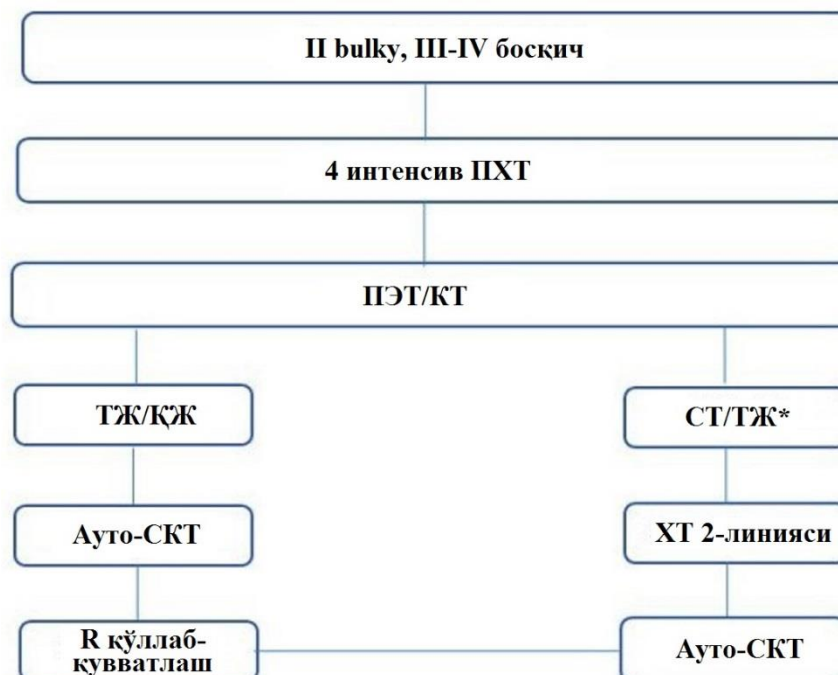 II bulky, III-IV босқич
4 интенсив ПХТ
ПЭТ/КТ
ТЖ/ҚЖ
СТ/ТЖ*
Ауто-СКТ
ХТ 2-линияси
R қўллаб-
қувватлаш
Ауто-СКТ